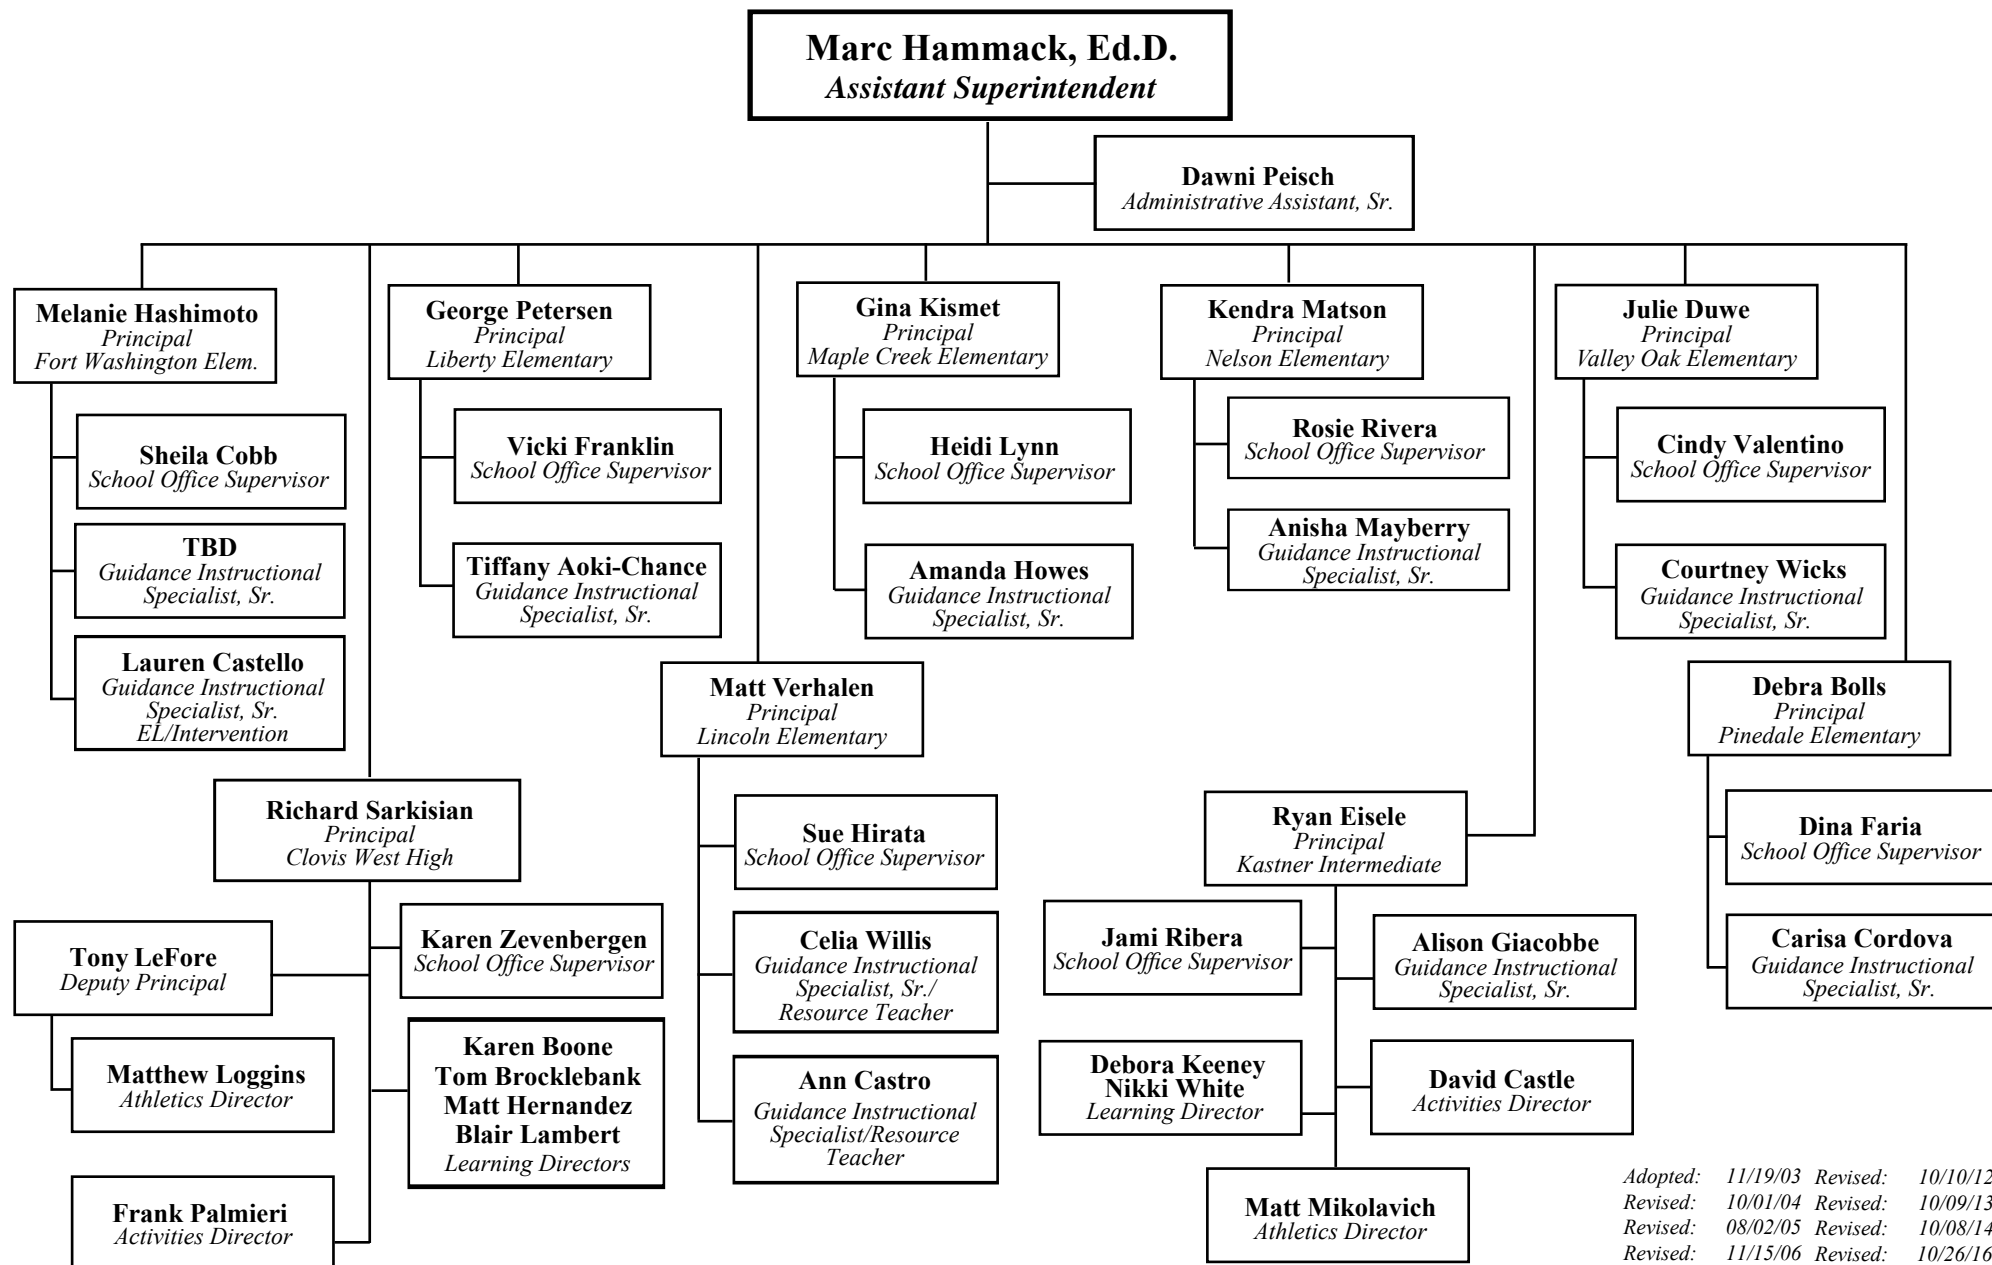 Marc Hammack, Ed.D.
Assistant Superintendent
Dawni Peisch
Administrative Assistant, Sr.
Melanie Hashimoto
Principal
Fort Washington Elem.
George Petersen
Principal
Liberty Elementary
Gina Kismet
Principal
Maple Creek Elementary
Kendra Matson
Principal
Nelson Elementary
Julie Duwe
Principal
Valley Oak Elementary
Sheila Cobb
School Office Supervisor
Vicki Franklin
School Office Supervisor
Heidi Lynn
School Office Supervisor
Rosie Rivera
School Office Supervisor
Cindy Valentino
School Office Supervisor
TBD
Guidance Instructional
Specialist, Sr.
Tiffany Aoki-Chance
Guidance Instructional
Specialist, Sr.
Amanda Howes
Guidance Instructional
Specialist, Sr.
Anisha Mayberry
Guidance Instructional
Specialist, Sr.
Courtney Wicks
Guidance Instructional
Specialist, Sr.
Lauren Castello
Guidance Instructional
Specialist, Sr.
EL/Intervention
Matt Verhalen
Principal
Lincoln Elementary
Debra Bolls
Principal
Pinedale Elementary
Richard Sarkisian
Principal
Clovis West High
Sue Hirata
School Office Supervisor
Ryan Eisele
Principal
Kastner Intermediate
Dina Faria
School Office Supervisor
Tony LeFore
Deputy Principal
Karen Zevenbergen
School Office Supervisor
Celia Willis
Guidance Instructional
Specialist, Sr./
Resource Teacher
Jami Ribera
School Office Supervisor
Alison Giacobbe
Guidance Instructional
Specialist, Sr.
Carisa Cordova
Guidance Instructional
Specialist, Sr.
Matthew Loggins
Athletics Director
Karen Boone
Tom Brocklebank
Matt Hernandez
Blair Lambert
Learning Directors
Ann Castro
Guidance Instructional
Specialist/Resource
Teacher
Debora Keeney
Nikki White
Learning Director
David Castle
Activities Director
Frank Palmieri
Activities Director
Matt Mikolavich
Athletics Director
Adopted: 11/19/03 Revised: 10/10/12
Revised: 10/01/04 Revised: 10/09/13
Revised: 08/02/05 Revised: 10/08/14
Revised: 11/15/06 Revised: 10/26/16